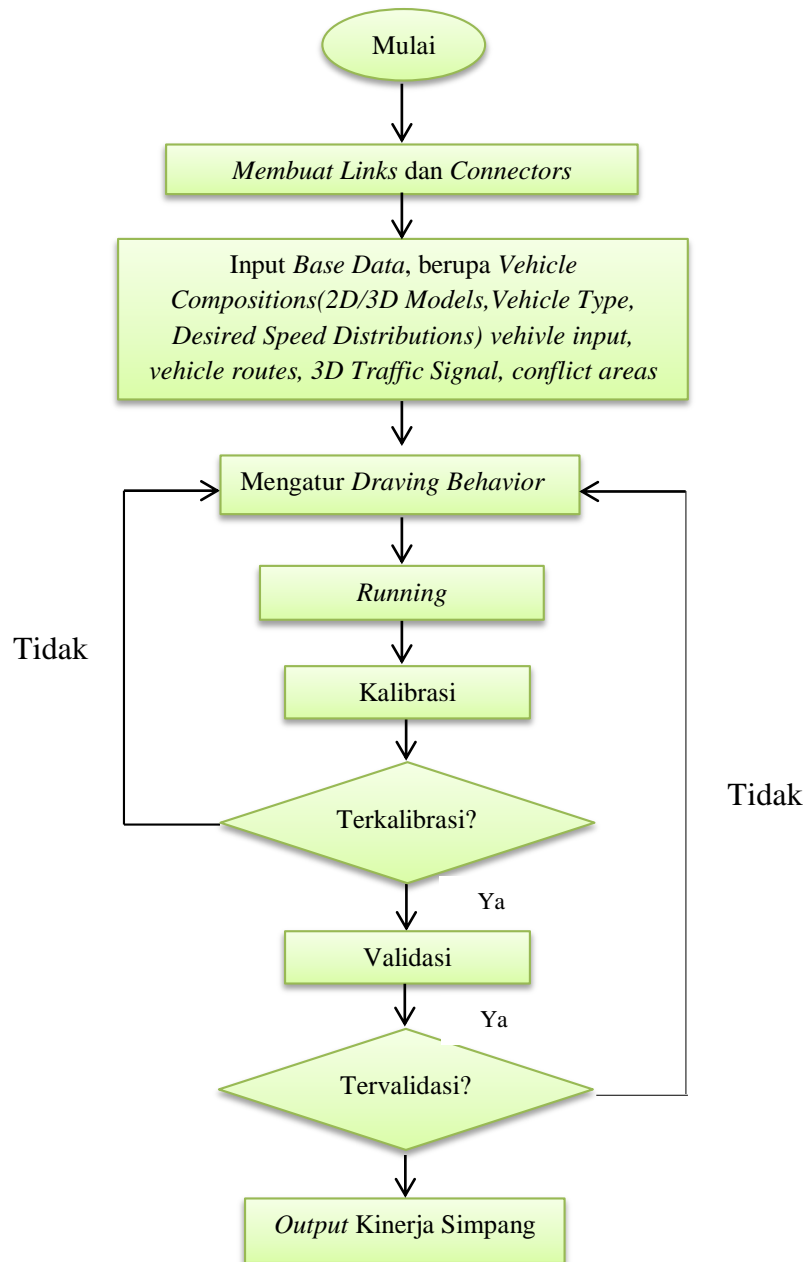 Mulai
Membuat Links dan Connectors
Input Base Data, berupa Vehicle
Compositions(2D/3D Models,Vehicle Type,
Desired Speed Distributions) vehivle input,
vehicle routes, 3D Traffic Signal, conflict areas
Mengatur Draving Behavior
Running
Tidak
Kalibrasi
Terkalibrasi?
Tidak
Ya
Validasi
Ya
Tervalidasi?
Output Kinerja Simpang